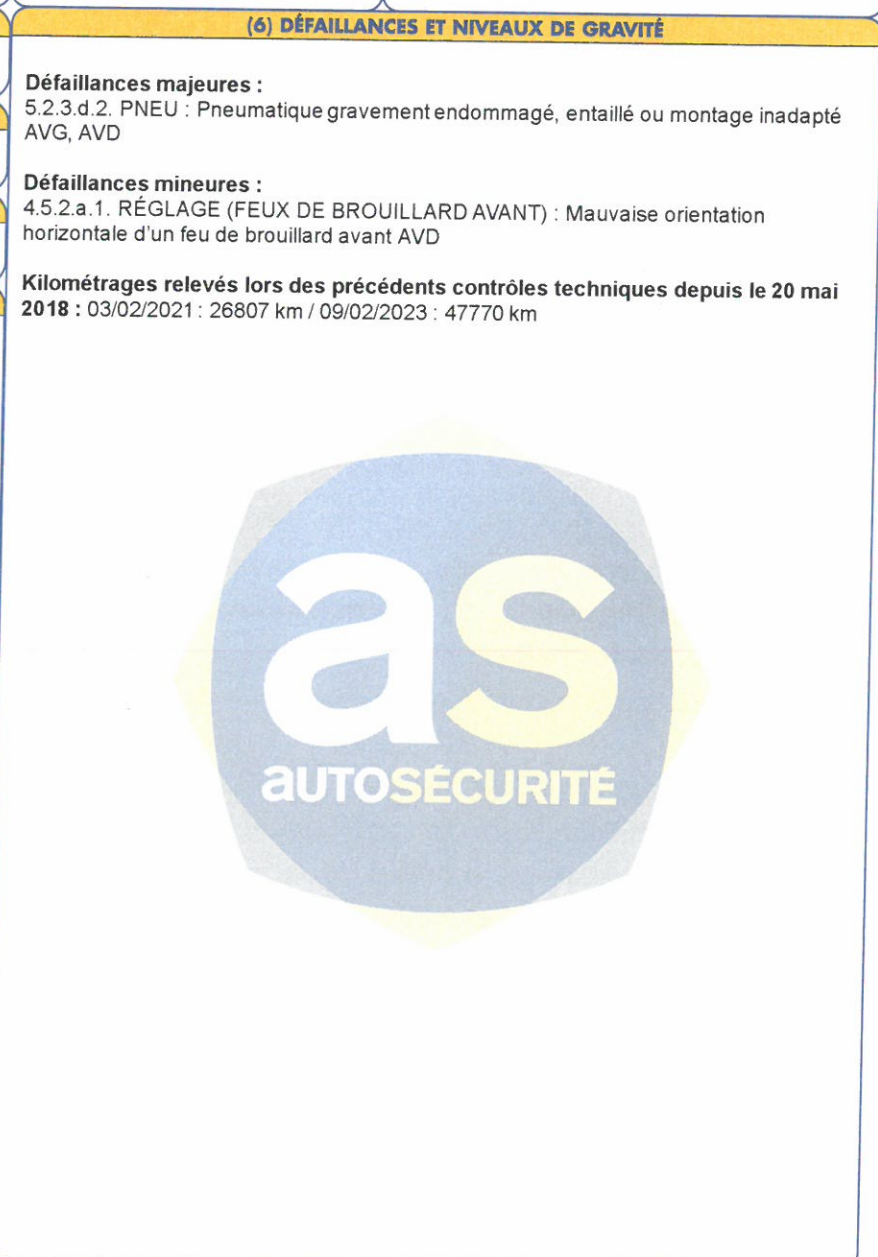 (6) DÉFAILLANCES ET NIVEAUX DE GRAVITÉ
Défaillances majeures :
5.2.3.d.2. PNEU : Pneumatique gravement endommagé, entaillé ou montage inadapté
AVG, AVD
Défaillances mineures :
4.5.2.a.1. RÉGLAGE (FEUX DE BROUILLARD AVANT) : Mauvaise orientation
horizontale d'un feu de brouillard avant AVD
Kilométrages relevés lors des précédents contrôles techniques depuis le 20 mai
2018 : 03/02/2021 : 26807 km / 09/02/2023 : 47770 km
as
aUTOSÉCURITÉ